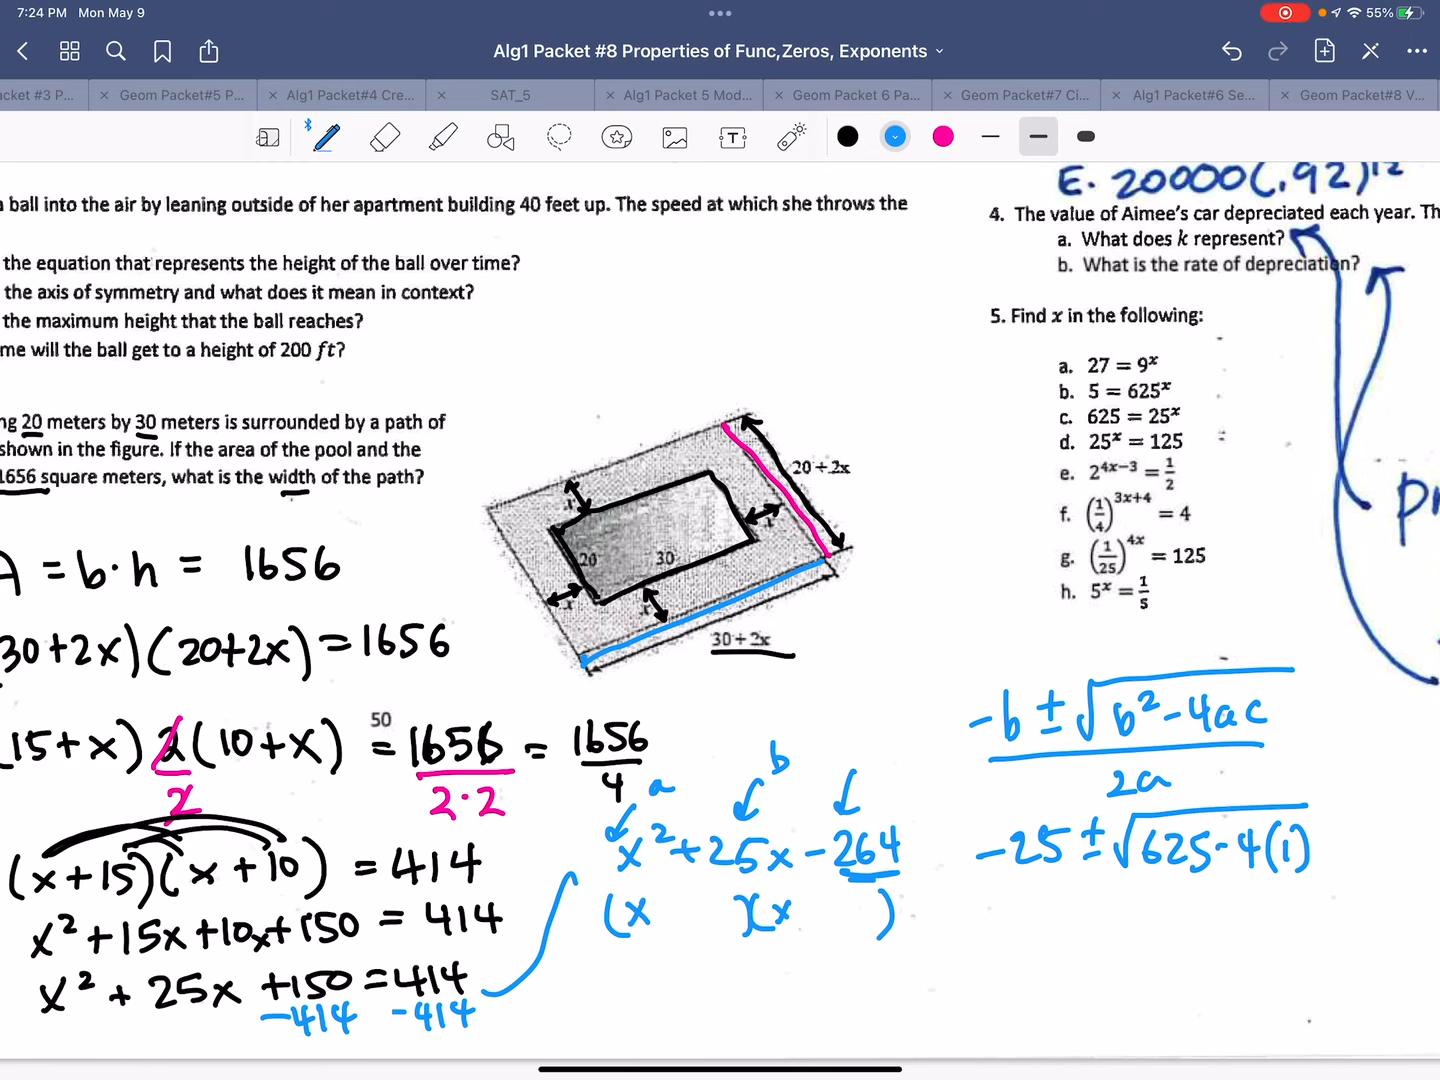 7:24 PM Mon May 9
55%
Alg1 Packet #8 Properties of Func,Zeros, Exponents
acket #3 P...
Geom Packet#5 P...
Alg1 Packet#4 Cre...
SAT_5
Alg1 Packet 5 Mod...
Geom Packet 6 Pa...
Geom Packet#7 Ci...
Alg1 Packet#6 Se...
Geom Packet#8 V...
a ball into the air by leaning outside of her apartment building 40 feet up. The speed at which she throws the
the equation that represents the height of the ball over time?
the axis of symmetry and what does it mean in context?
the maximum height that the ball reaches?
me will the ball get to a height of 200 ft?
ng 20 meters by 30 meters is surrounded by a path of
shown in the figure. If the area of the pool and the
1656 square meters, what is the width of the path?
20+2x
x
x
20
30
x
x
30+2x
A = b·h = 1656
30+2x)(20+2x)=1656
(15+x) 2(10+x) = 1656 = 1656
2
2·2
4
50
(x+15)(x+10) = 414
x²+15x+10x+150 = 414
x²+25x+150=414
-414 -414
a
b
x²+25x-264
(x )(x )
E. 20000(.92)¹²
4. The value of Aimee's car depreciated each year. Th
a. What does k represent?
b. What is the rate of depreciation?
5. Find x in the following:
a. 27 = 9ˣ
b. 5 = 625ˣ
c. 625 = 25ˣ
d. 25ˣ = 125
e. 2⁴ˣ⁻³ = 1/2
f. (1/4)³ˣ⁺⁴ = 4
g. (1/25)⁴ˣ = 125
h. 5ˣ = 1/5
pr
-b±√b²-4ac
2a
-25±√625-4(1)